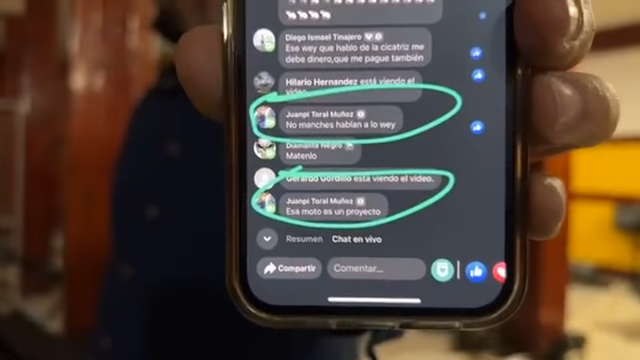 Diego Ismael Tinajero
Ese wey que hablo de la cicatriz me
debe dinero,que me pague también
Hilario Hernandez está viendo el
video.
Juanpi Toral Muñoz
No manches hablan a lo wey
Diamante Negro
Matenlo
Gerardo Gordillo está viendo el video.
Juanpi Toral Muñoz
Esa moto es un proyecto
Resumen Chat en vivo
Compartir Comentar...